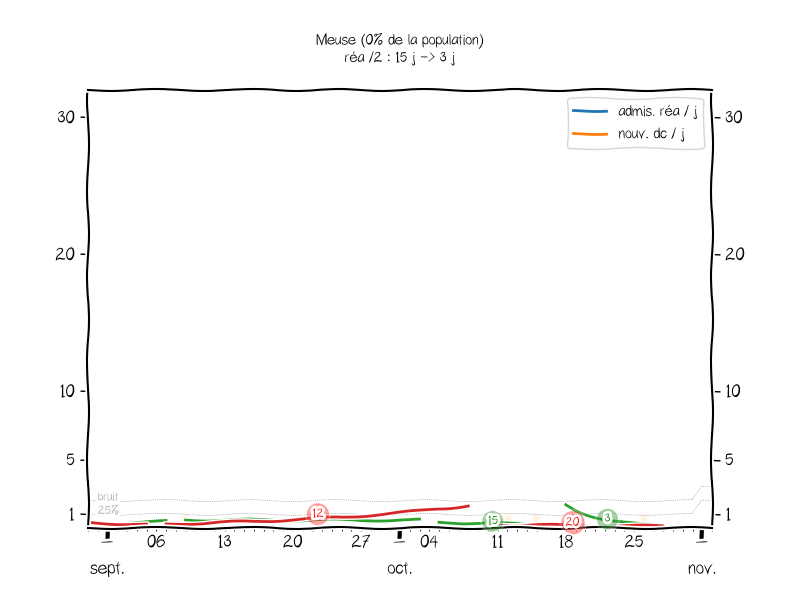 Meuse (0% de la population)
réa /2 : 15 j -> 3 j
admis. réa / j
nouv. dc / j
30
30
20
20
10
10
5
5
bruit
25%
1
1
12
15
20
3
06
13
20
27
04
11
18
25
sept.
oct.
nov.